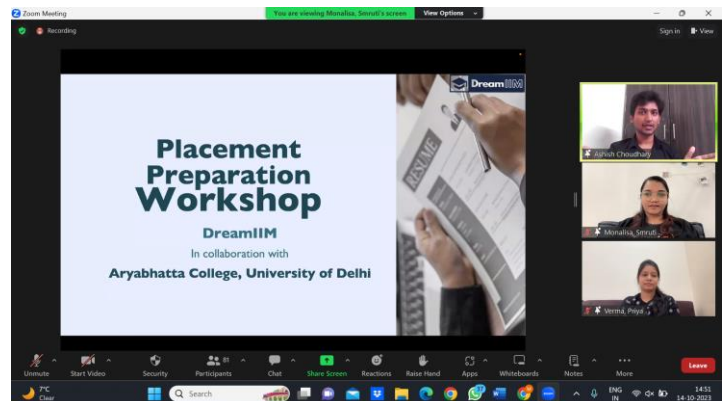 Zoom Meeting
You are viewing Monalisa, Smruti's screen
View Options
Recording
Sign in
View
DreamIIM
RESUME
Placement
Preparation
Workshop
DreamIIM
In collaboration with
Aryabhatta College, University of Delhi
Ashish Choudhary
Monalisa, Smruti
Verma, Priya
Unmute
Start Video
Security
Participants
81
Chat
Share Screen
Reactions
Raise Hand
Apps
Whiteboards
Notes
More
Leave
7°C
Clear
Search
ENG
IN
14:51
14-10-2023